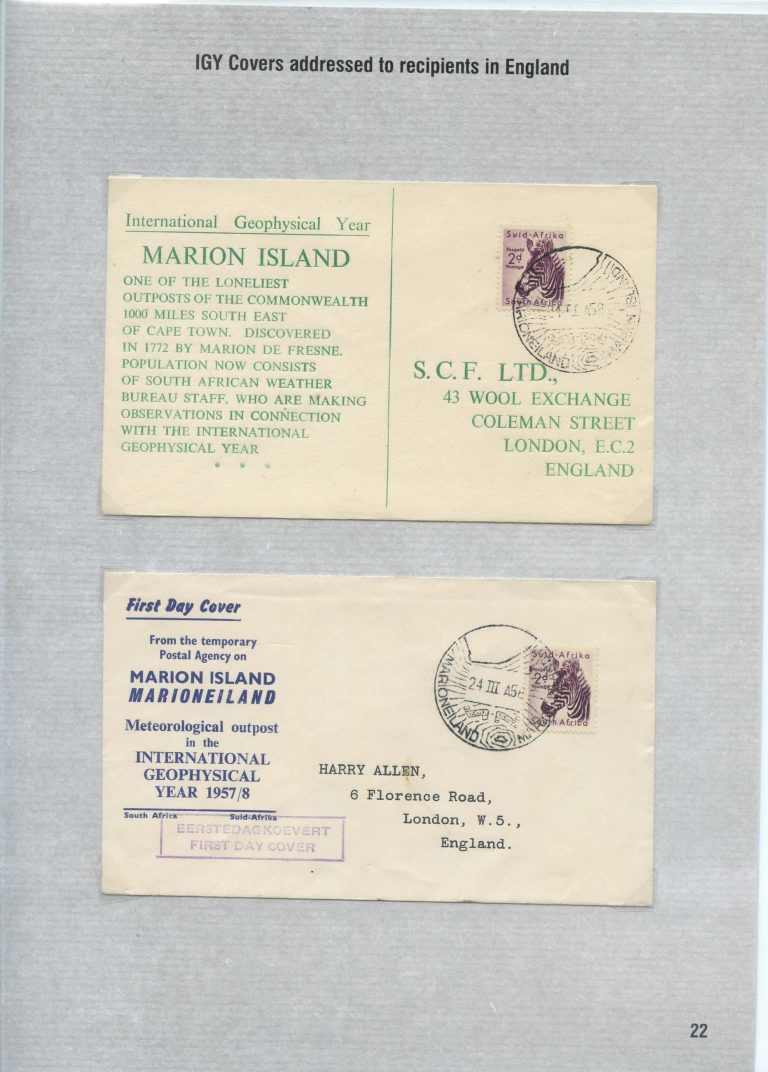 IGY Covers addressed to recipients in England
International Geophysical Year
MARION ISLAND
ONE OF THE LONELIEST
OUTPOSTS OF THE COMMONWEALTH
1000 MILES SOUTH EAST
OF CAPE TOWN. DISCOVERED
IN 1772 BY MARION DE FRESNE.
POPULATION NOW CONSISTS
OF SOUTH AFRICAN WEATHER
BUREAU STAFF, WHO ARE MAKING
OBSERVATIONS IN CONNECTION
WITH THE INTERNATIONAL
GEOPHYSICAL YEAR
* * *
Suid-Afrika
Posgeld
2d
Postage
South Africa
MARIONEILAND
S.C.F. LTD.,
43 WOOL EXCHANGE
COLEMAN STREET
LONDON, E.C.2
ENGLAND
First Day Cover
From the temporary
Postal Agency on
MARION ISLAND
MARIONEILAND
Meteorological outpost
in the
INTERNATIONAL
GEOPHYSICAL
YEAR 1957/8
South Africa Suid-Afrika
EERSTEDAGKOEVERT
FIRST DAY COVER
MARIONEILAND
24 III
Suid-Afrika
2d
South Africa
HARRY ALLEN,
6 Florence Road,
London, W.5.,
England.
22